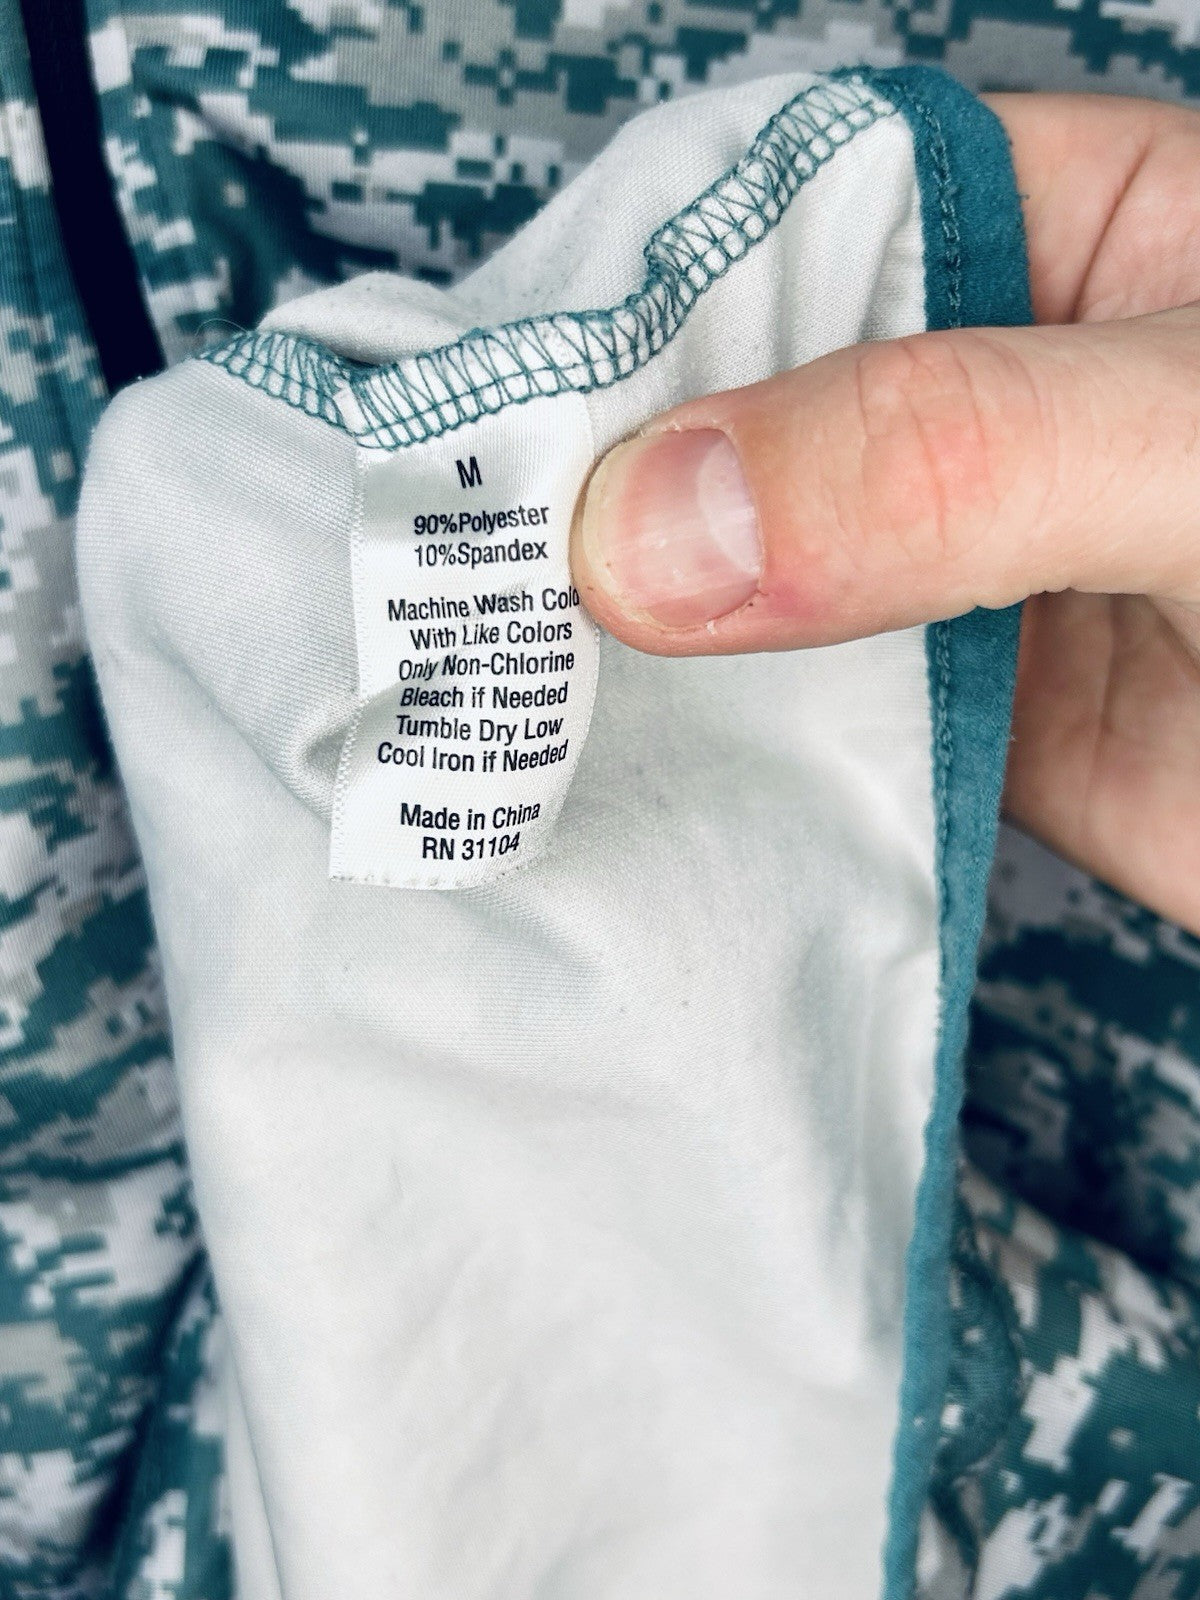 M
90%Polyester
10%Spandex
Machine Wash Cold
With Like Colors
Only Non-Chlorine
Bleach if Needed
Tumble Dry Low
Cool Iron if Needed
Made in China
RN 31104